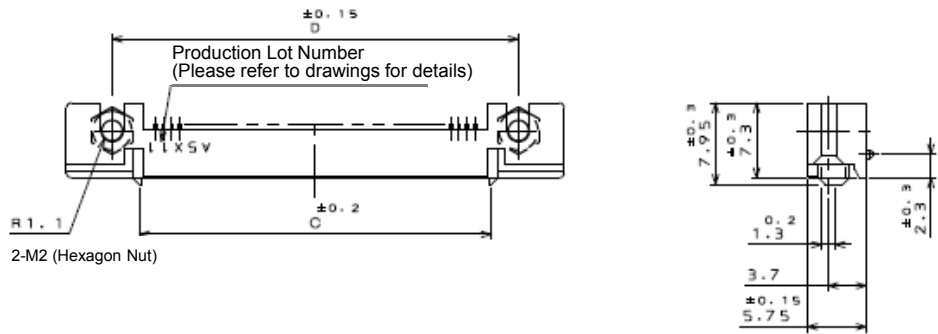 ±0.15
D
Production Lot Number
(Please refer to drawings for details)
A5X11
±0.2
C
R1.1
2-M2 (Hexagon Nut)
±0.3
7.95
±0.3
7.3
±0.3
2.3
0.2
1.3
3.7
±0.15
5.75